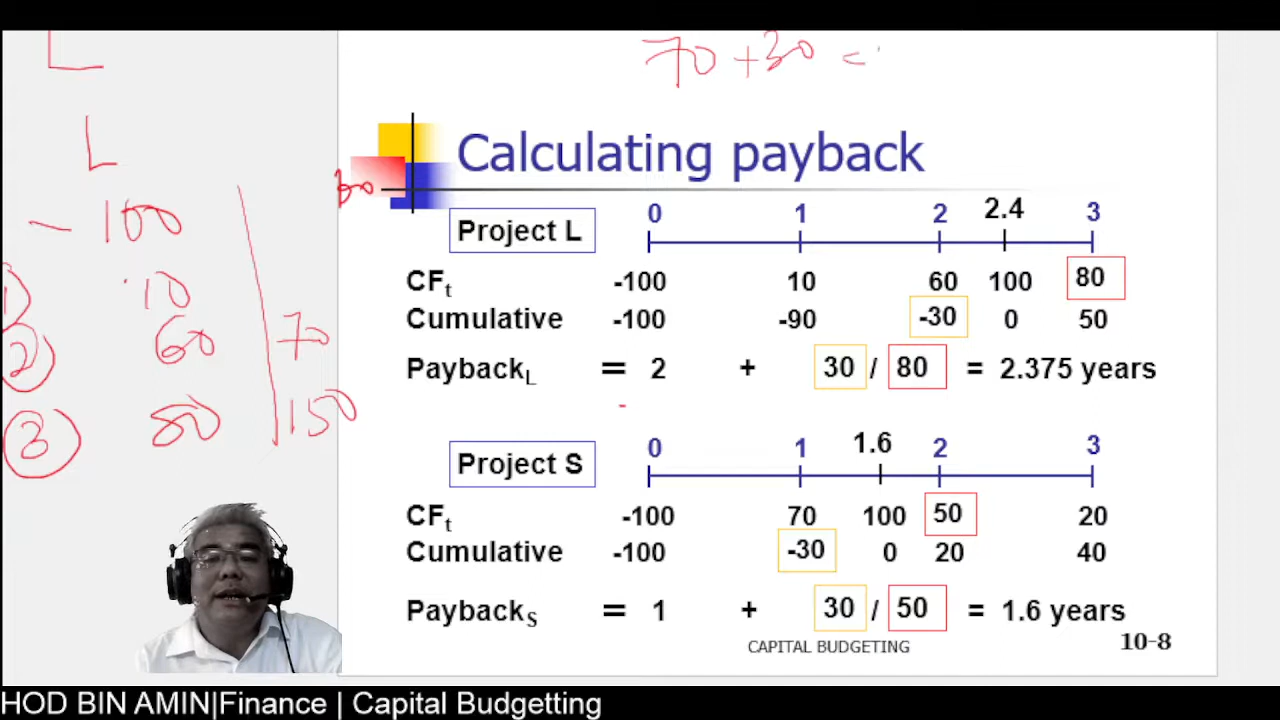 70 + 30 =
L
L
- 100
1) 10
2) 60 70
3) 80 150
Calculating payback
Project L
0 1 2 2.4 3
CFt -100 10 60 100 80
Cumulative -100 -90 -30 0 50
PaybackL = 2 + 30 / 80 = 2.375 years
Project S
0 1 1.6 2 3
CFt -100 70 100 50 20
Cumulative -100 -30 0 20 40
PaybackS = 1 + 30 / 50 = 1.6 years
CAPITAL BUDGETING
10-8
HOD BIN AMIN|Finance | Capital Budgetting